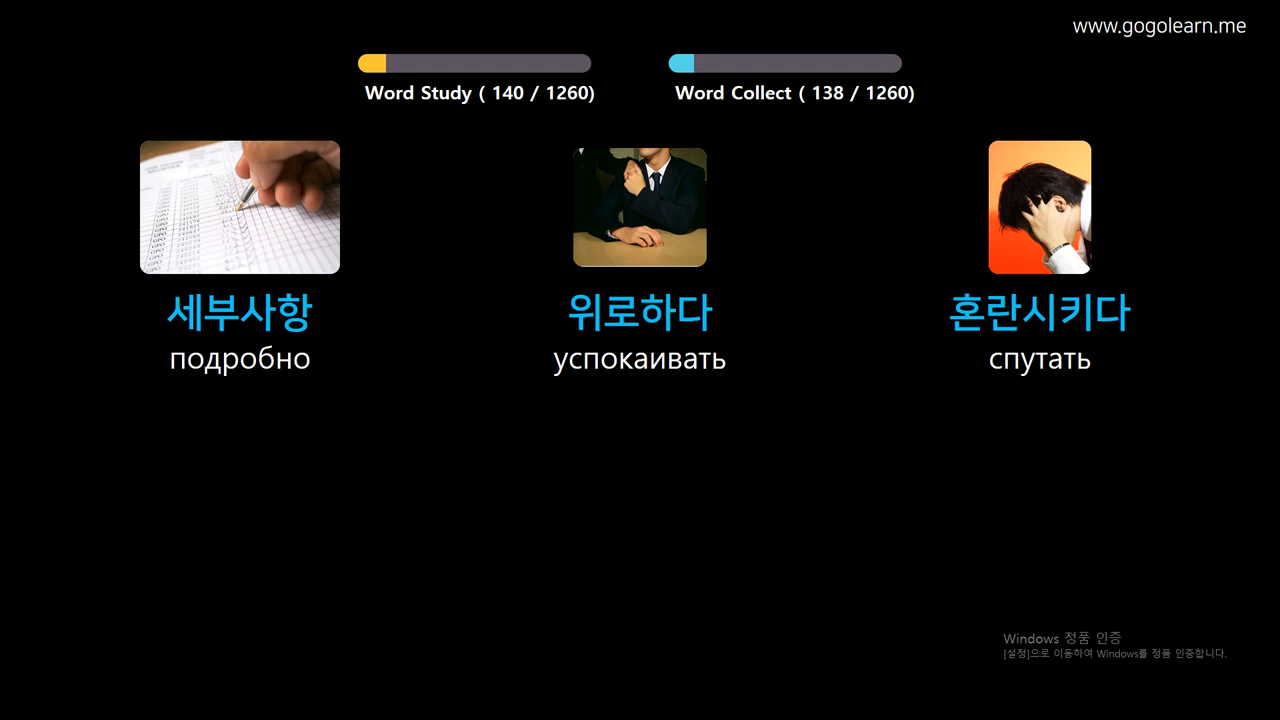 www.gogolearn.me
Word Study ( 140 / 1260)
Word Collect ( 138 / 1260)
세부사항
подробно
위로하다
успокаивать
혼란시키다
спутать
Windows 정품 인증
[설정]으로 이동하여 Windows를 정품 인증합니다.